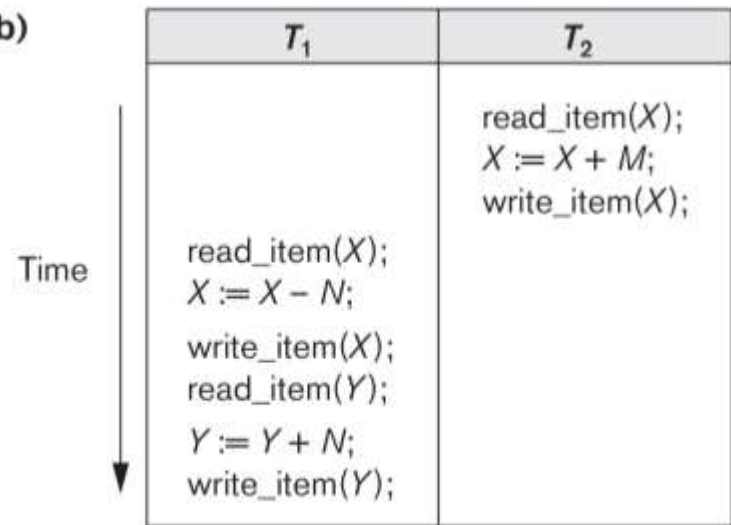 b)
T₁ T₂
read_item(X);
X := X + M;
write_item(X);
Time
read_item(X);
X := X – N;
write_item(X);
read_item(Y);
Y := Y + N;
write_item(Y);